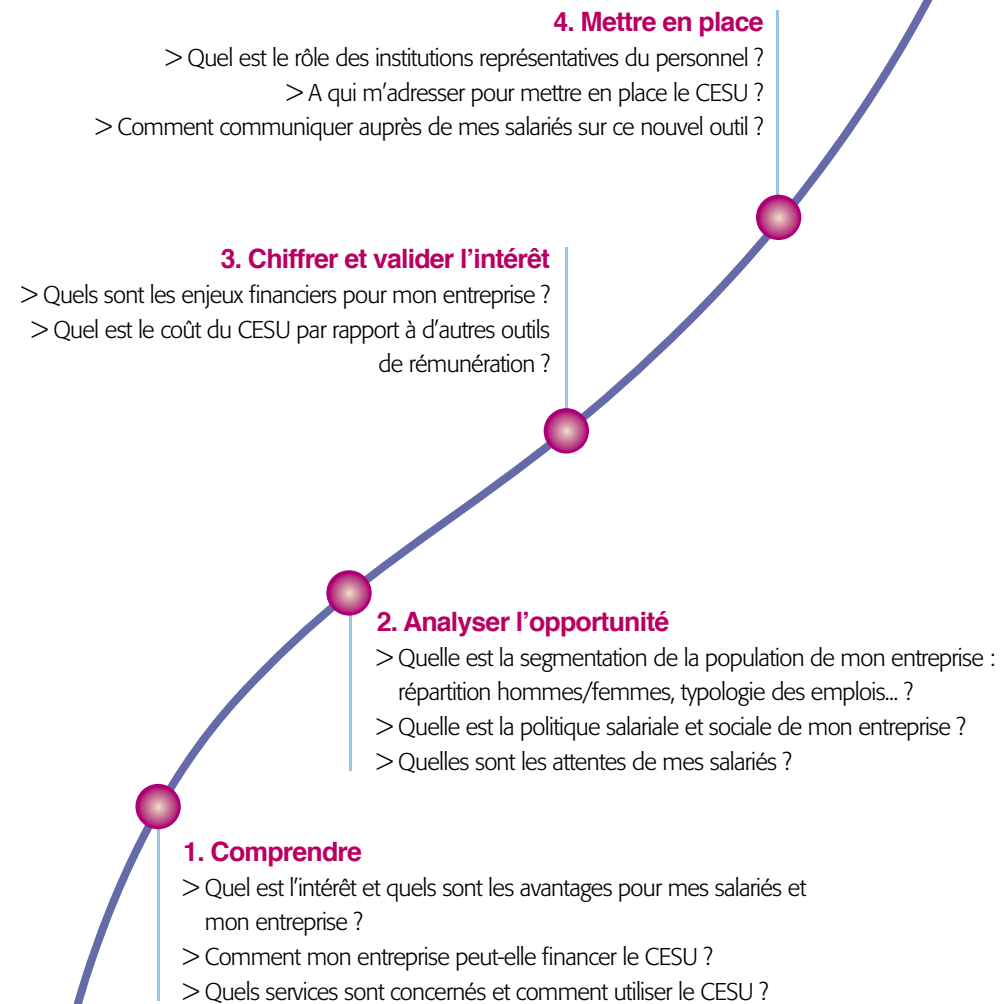 4. Mettre en place
> Quel est le rôle des institutions représentatives du personnel ?
> A qui m’adresser pour mettre en place le CESU ?
> Comment communiquer auprès de mes salariés sur ce nouvel outil ?
3. Chiffrer et valider l’intérêt
> Quels sont les enjeux financiers pour mon entreprise ?
> Quel est le coût du CESU par rapport à d’autres outils
de rémunération ?
2. Analyser l’opportunité
> Quelle est la segmentation de la population de mon entreprise :
répartition hommes/femmes, typologie des emplois... ?
> Quelle est la politique salariale et sociale de mon entreprise ?
> Quelles sont les attentes de mes salariés ?
1. Comprendre
> Quel est l’intérêt et quels sont les avantages pour mes salariés et
mon entreprise ?
> Comment mon entreprise peut-elle financer le CESU ?
> Quels services sont concernés et comment utiliser le CESU ?